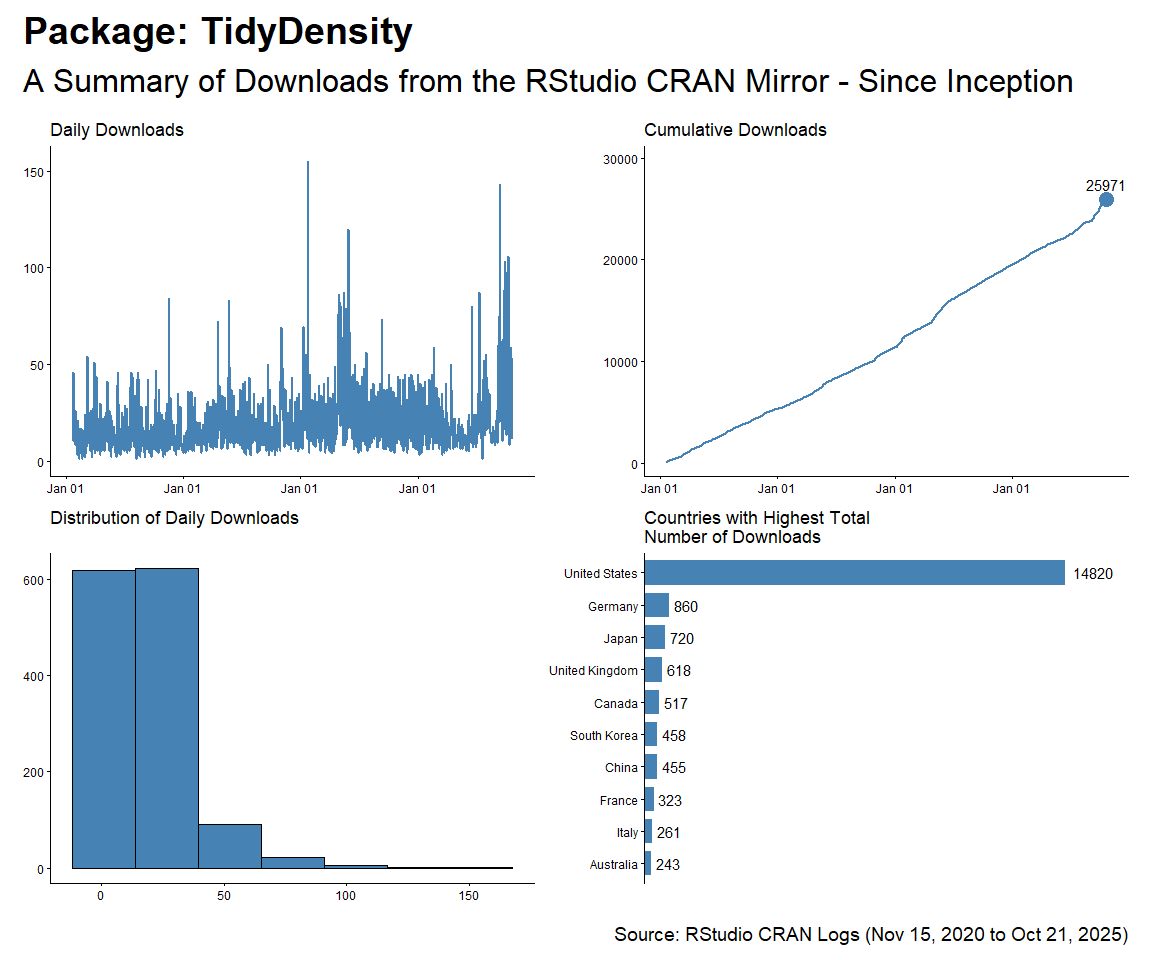 Package: TidyDensity
A Summary of Downloads from the RStudio CRAN Mirror - Since Inception
Daily Downloads
150
100
50
0
Jan 01 Jan 01 Jan 01 Jan 01
Cumulative Downloads
30000
25971
20000
10000
0
Jan 01 Jan 01 Jan 01 Jan 01
Distribution of Daily Downloads
600
400
200
0
0 50 100 150
Countries with Highest Total
Number of Downloads
United States 14820
Germany 860
Japan 720
United Kingdom 618
Canada 517
South Korea 458
China 455
France 323
Italy 261
Australia 243
Source: RStudio CRAN Logs (Nov 15, 2020 to Oct 21, 2025)